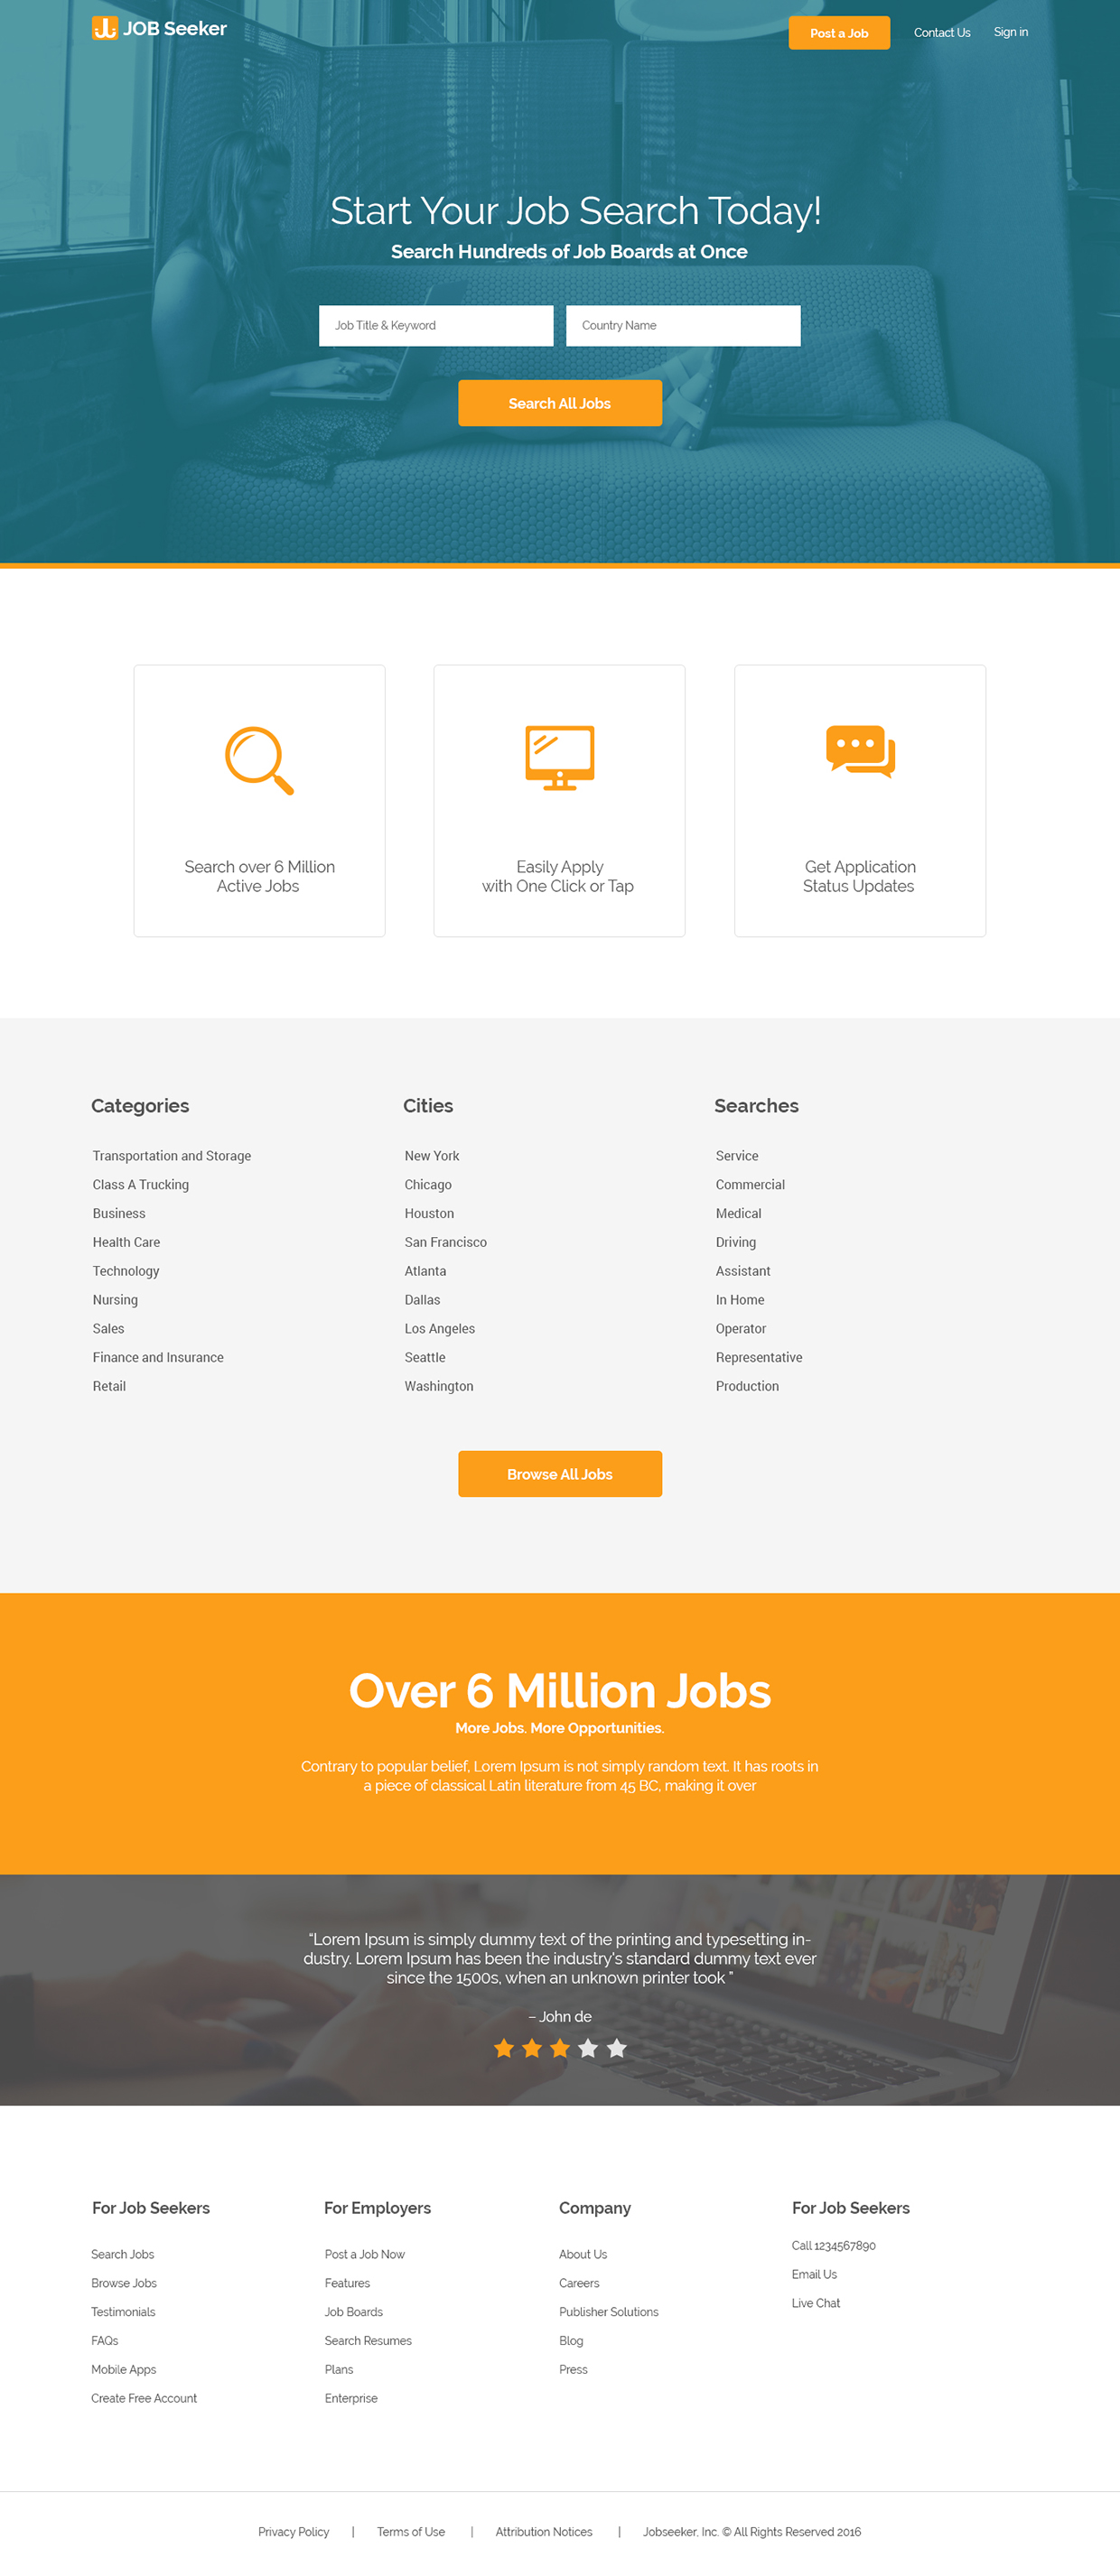 JOB Seeker
Post a Job
Contact Us
Sign in
Start Your Job Search Today!
Search Hundreds of Job Boards at Once
Job Title & Keyword
Country Name
Search All Jobs
Search over 6 Million
Active Jobs
Easily Apply
with One Click or Tap
Get Application
Status Updates
Categories
Transportation and Storage
Class A Trucking
Business
Health Care
Technology
Nursing
Sales
Finance and Insurance
Retail
Cities
New York
Chicago
Houston
San Francisco
Atlanta
Dallas
Los Angeles
Seattle
Washington
Searches
Service
Commercial
Medical
Driving
Assistant
In Home
Operator
Representative
Production
Browse All Jobs
Over 6 Million Jobs
More Jobs. More Opportunities.
Contrary to popular belief, Lorem Ipsum is not simply random text. It has roots in
a piece of classical Latin literature from 45 BC, making it over
“Lorem Ipsum is simply dummy text of the printing and typesetting in-
dustry. Lorem Ipsum has been the industry's standard dummy text ever
since the 1500s, when an unknown printer took ”
– John de
For Job Seekers
Search Jobs
Browse Jobs
Testimonials
FAQs
Mobile Apps
Create Free Account
For Employers
Post a Job Now
Features
Job Boards
Search Resumes
Plans
Enterprise
Company
About Us
Careers
Publisher Solutions
Blog
Press
For Job Seekers
Call 1234567890
Email Us
Live Chat
Privacy Policy | Terms of Use | Attribution Notices | Jobseeker, Inc. © All Rights Reserved 2016